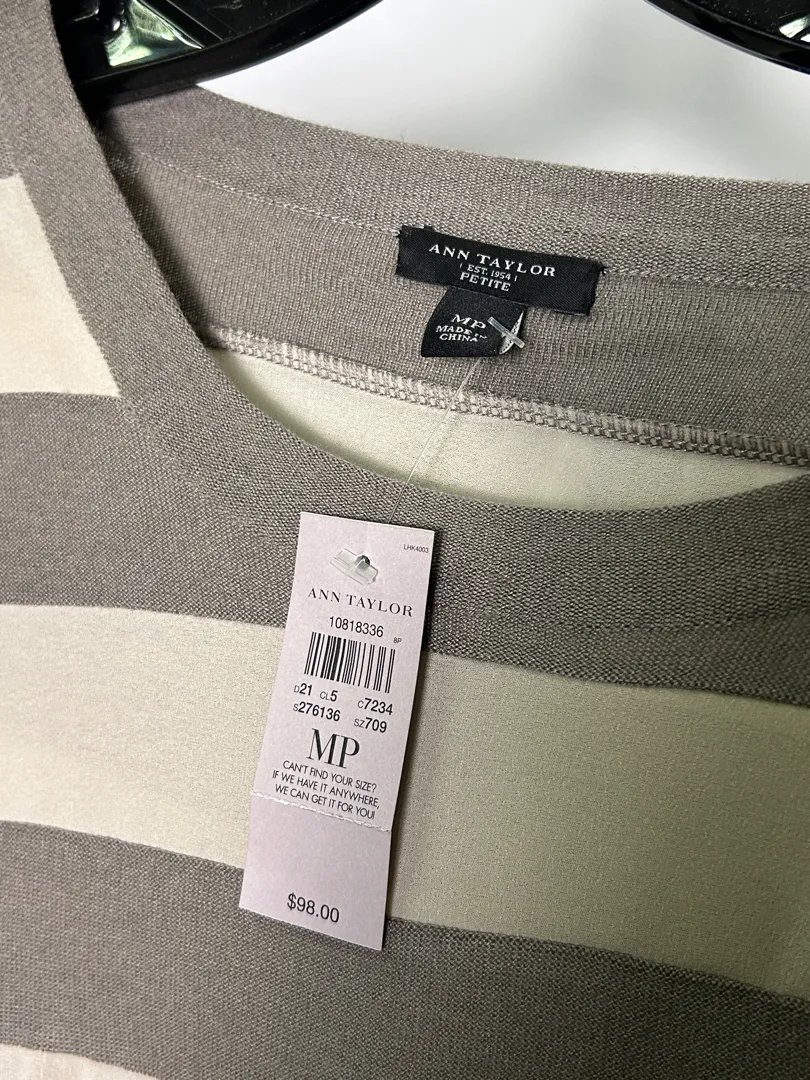 ANN TAYLOR
EST. 1954
PETITE
MP
MADE IN
CHINA
LHK4003
ANN TAYLOR
10818336
BP
D21 CL5 C7234
S276136 SZ709
MP
CAN'T FIND YOUR SIZE?
IF WE HAVE IT ANYWHERE,
WE CAN GET IT FOR YOU!
$98.00